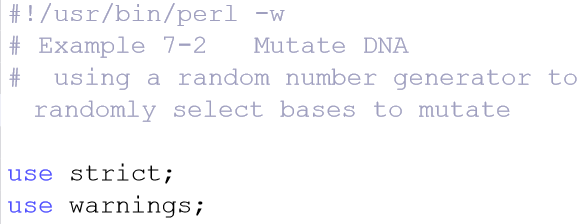 #!/usr/bin/perl -w
# Example 7-2   Mutate DNA
#  using a random number generator to
randomly select bases to mutate
use strict;
use warnings;